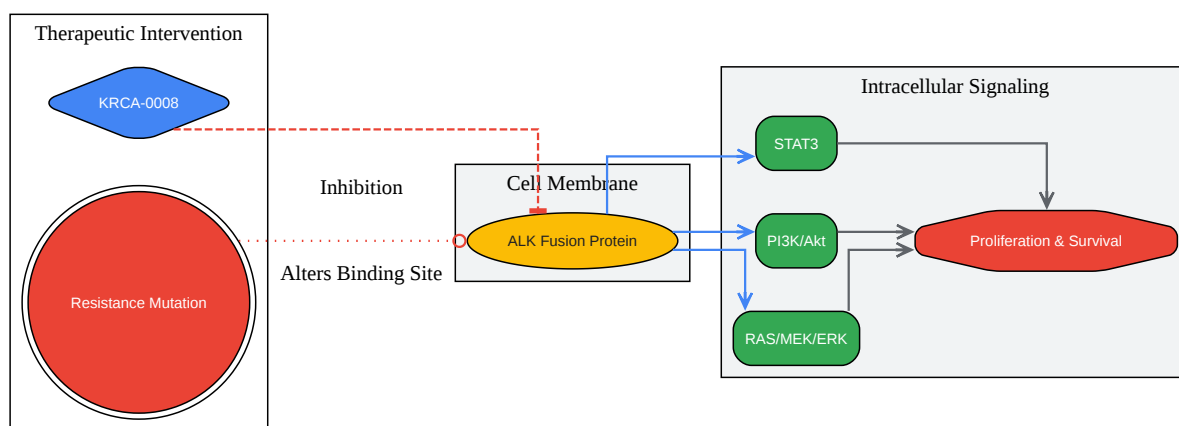 Therapeutic Intervention
KRCA-0008
Resistance Mutation
Inhibition
Alters Binding Site
Cell Membrane
ALK Fusion Protein
Intracellular Signaling
STAT3
PI3K/Akt
RAS/MEK/ERK
Proliferation & Survival